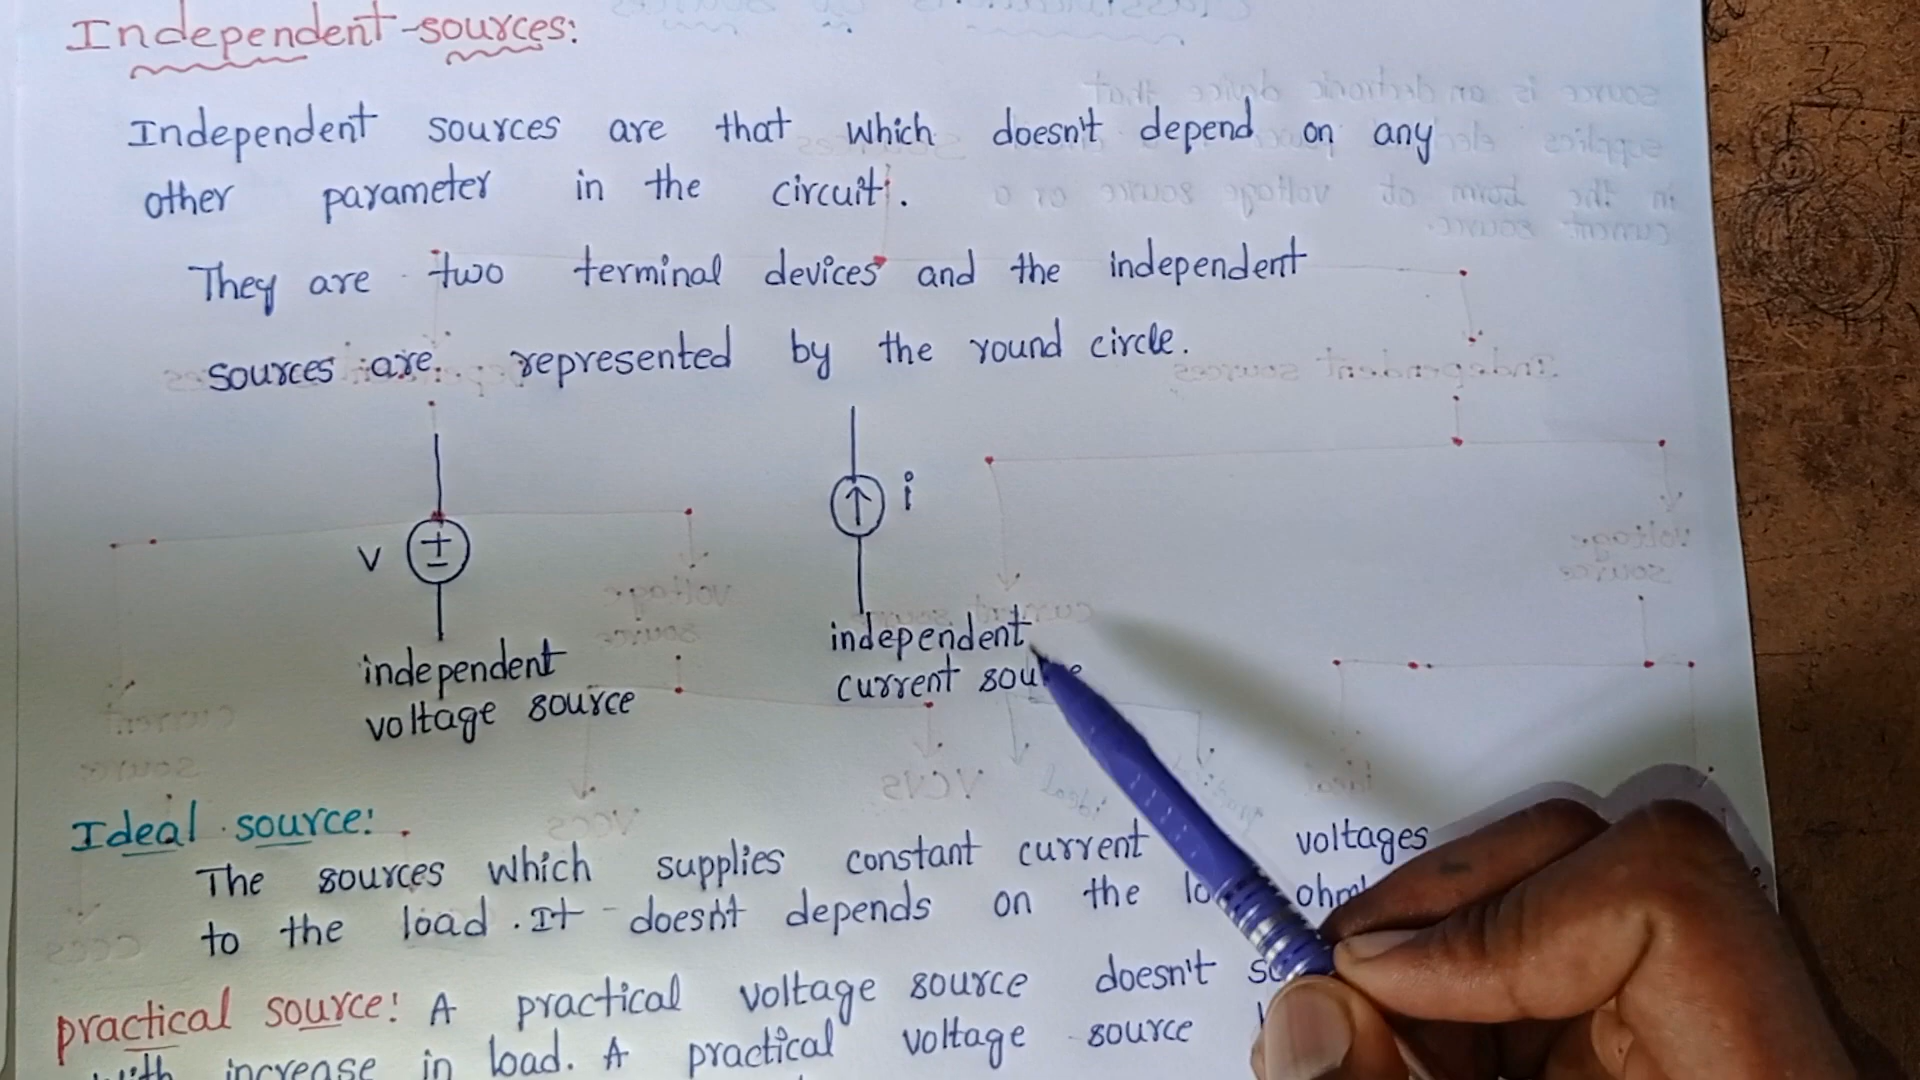 Independent sources:
Independent sources are that which doesn't depend on any
other parameter in the circuit.
They are two terminal devices and the independent
sources are represented by the round circle.
V + −
i
independent
voltage source
independent
current source
Ideal source:
The sources which supplies constant current voltages
to the load. It doesn't depends on the
practical source: A practical voltage source doesn't
with increase in load. A practical voltage source